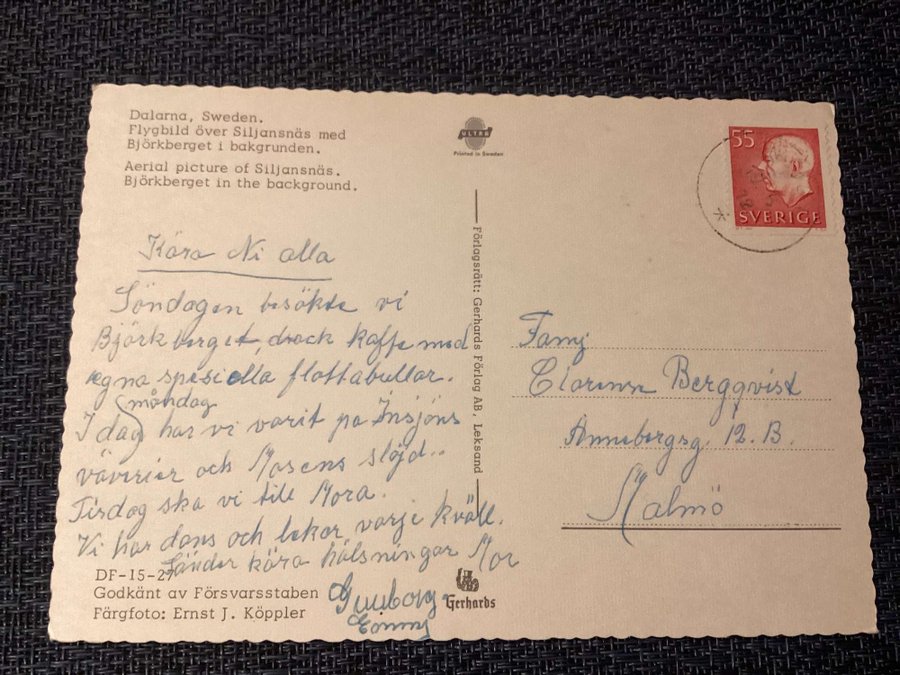 Dalarna, Sweden.
Flygbild över Siljansnäs med
Björkberget i bakgrunden.
Aerial picture of Siljansnäs.
Björkberget in the background.
ULTRA
Printed in Sweden
55
SVERIGE
Kära Ni alla
Söndagen besökte vi
Björkberget, drack kaffe med
egna spesiella flottabullar.
måndag
I dag har vi varit på Insjöns
väverier och slöjd..
Tisdag ska vi till Mora.
Vi har dans och lekar varje kväll.
Sänder kära hälsningar Mor
Gunborg
Förlagsrätt: Gerhards Förlag AB, Leksand
Famj
Bergqvist
Annebergsg. 12. B.
Malmö
DF-15-27
Godkänt av Försvarsstaben
Färgfoto: Ernst J. Köppler
Gerhards